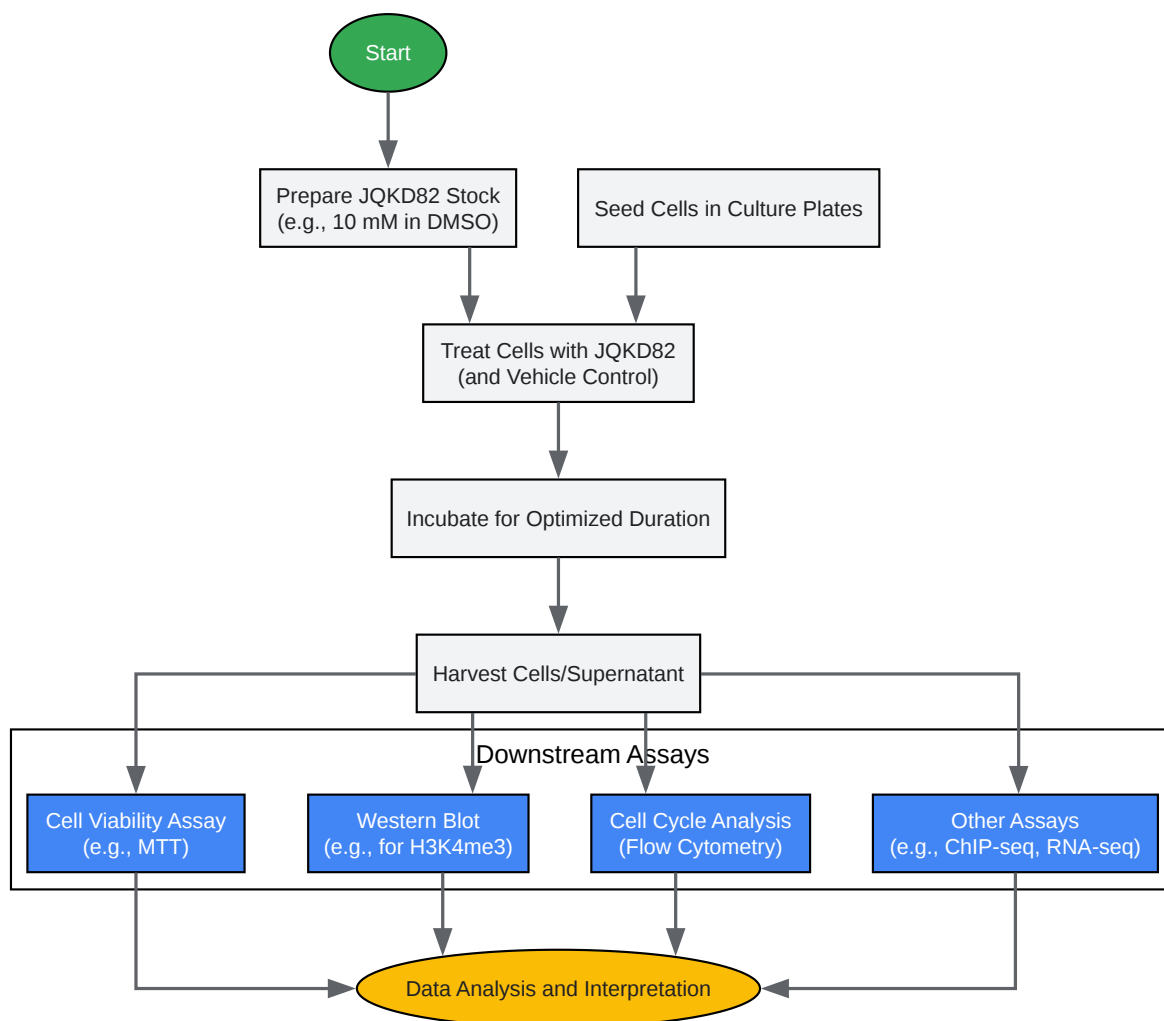 Start
Prepare JQKD82 Stock
(e.g., 10 mM in DMSO)
Seed Cells in Culture Plates
Treat Cells with JQKD82
(and Vehicle Control)
Incubate for Optimized Duration
Harvest Cells/Supernatant
Downstream Assays
Cell Viability Assay
(e.g., MTT)
Western Blot
(e.g., for H3K4me3)
Cell Cycle Analysis
(Flow Cytometry)
Other Assays
(e.g., ChIP-seq, RNA-seq)
Data Analysis and Interpretation